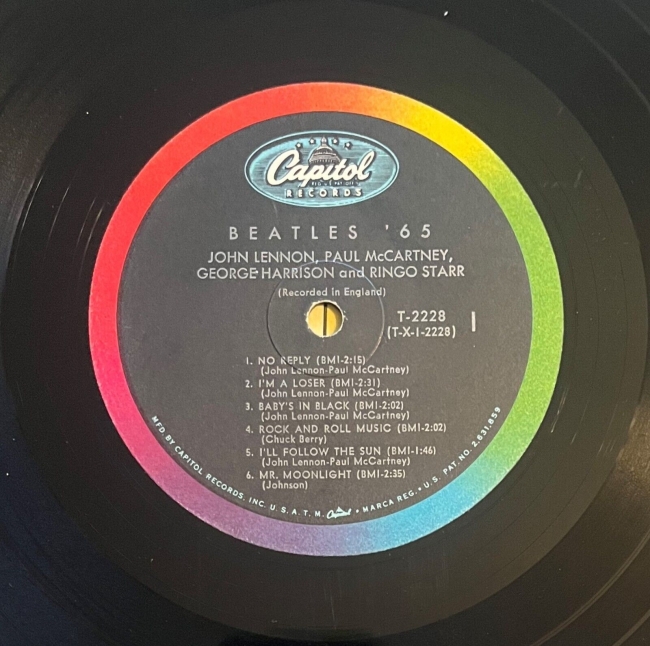 Capitol
RECORDS
BEATLES '65
JOHN LENNON, PAUL McCARTNEY,
GEORGE HARRISON and RINGO STARR
(Recorded in England)
T-2228
(T-X-1-2228)
1
1. NO REPLY (BMI-2:15)
(John Lennon-Paul McCartney)
2. I'M A LOSER (BMI-2:31)
(John Lennon-Paul McCartney)
3. BABY'S IN BLACK (BMI-2:02)
(John Lennon-Paul McCartney)
4. ROCK AND ROLL MUSIC (BMI-2:02)
(Chuck Berry)
5. I'LL FOLLOW THE SUN (BMI-1:46)
(John Lennon-Paul McCartney)
6. MR. MOONLIGHT (BMI-2:35)
(Johnson)
MFD. BY CAPITOL RECORDS, INC. U. S. A. T. M. Capitol • MARCA REG. • U. S. PAT. NO. 2,631,859